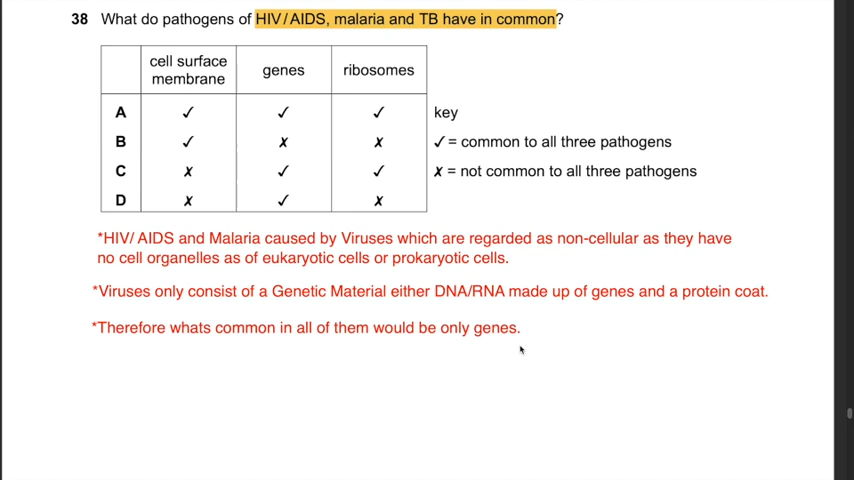 38 What do pathogens of HIV/AIDS, malaria and TB have in common?
cell surface membrane genes ribosomes
A ✓ ✓ ✓ key
B ✓ ✗ ✗ ✓ = common to all three pathogens
C ✗ ✓ ✓ ✗ = not common to all three pathogens
D ✗ ✓ ✗
*HIV/ AIDS and Malaria caused by Viruses which are regarded as non-cellular as they have
no cell organelles as of eukaryotic cells or prokaryotic cells.
*Viruses only consist of a Genetic Material either DNA/RNA made up of genes and a protein coat.
*Therefore whats common in all of them would be only genes.